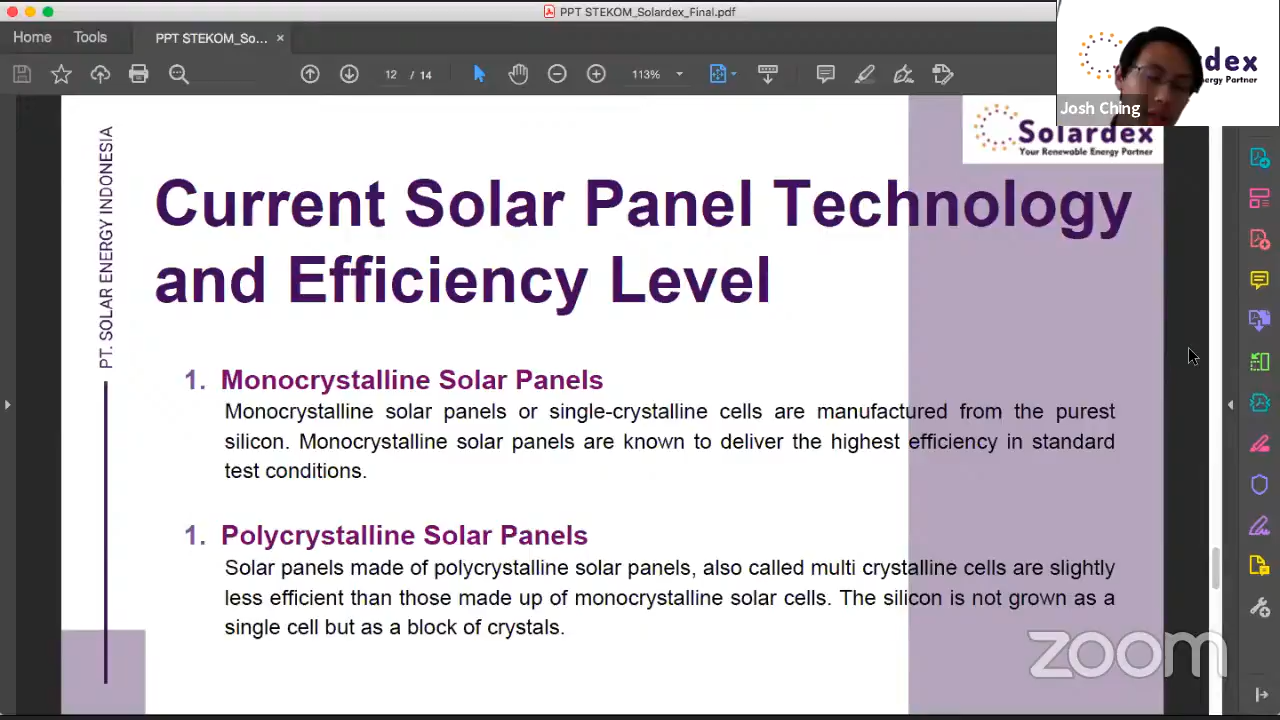 PPT STEKOM_Solardex_Final.pdf
Home Tools PPT STEKOM_So... ×
12 / 14 113%
dex
Energy Partner
Josh Ching
Solardex
Your Renewable Energy Partner
PT. SOLAR ENERGY INDONESIA
Current Solar Panel Technology
and Efficiency Level
1. Monocrystalline Solar Panels
Monocrystalline solar panels or single-crystalline cells are manufactured from the purest
silicon. Monocrystalline solar panels are known to deliver the highest efficiency in standard
test conditions.
1. Polycrystalline Solar Panels
Solar panels made of polycrystalline solar panels, also called multi crystalline cells are slightly
less efficient than those made up of monocrystalline solar cells. The silicon is not grown as a
single cell but as a block of crystals.
zoom